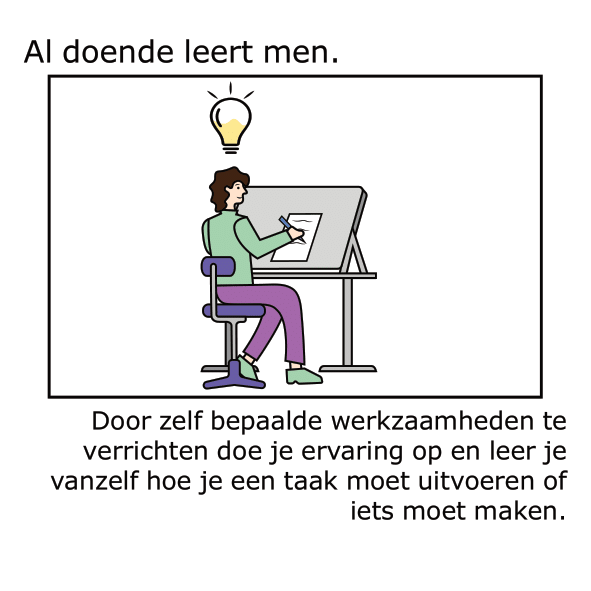 Al doende leert men.
Door zelf bepaalde werkzaamheden te
verrichten doe je ervaring op en leer je
vanzelf hoe je een taak moet uitvoeren of
iets moet maken.